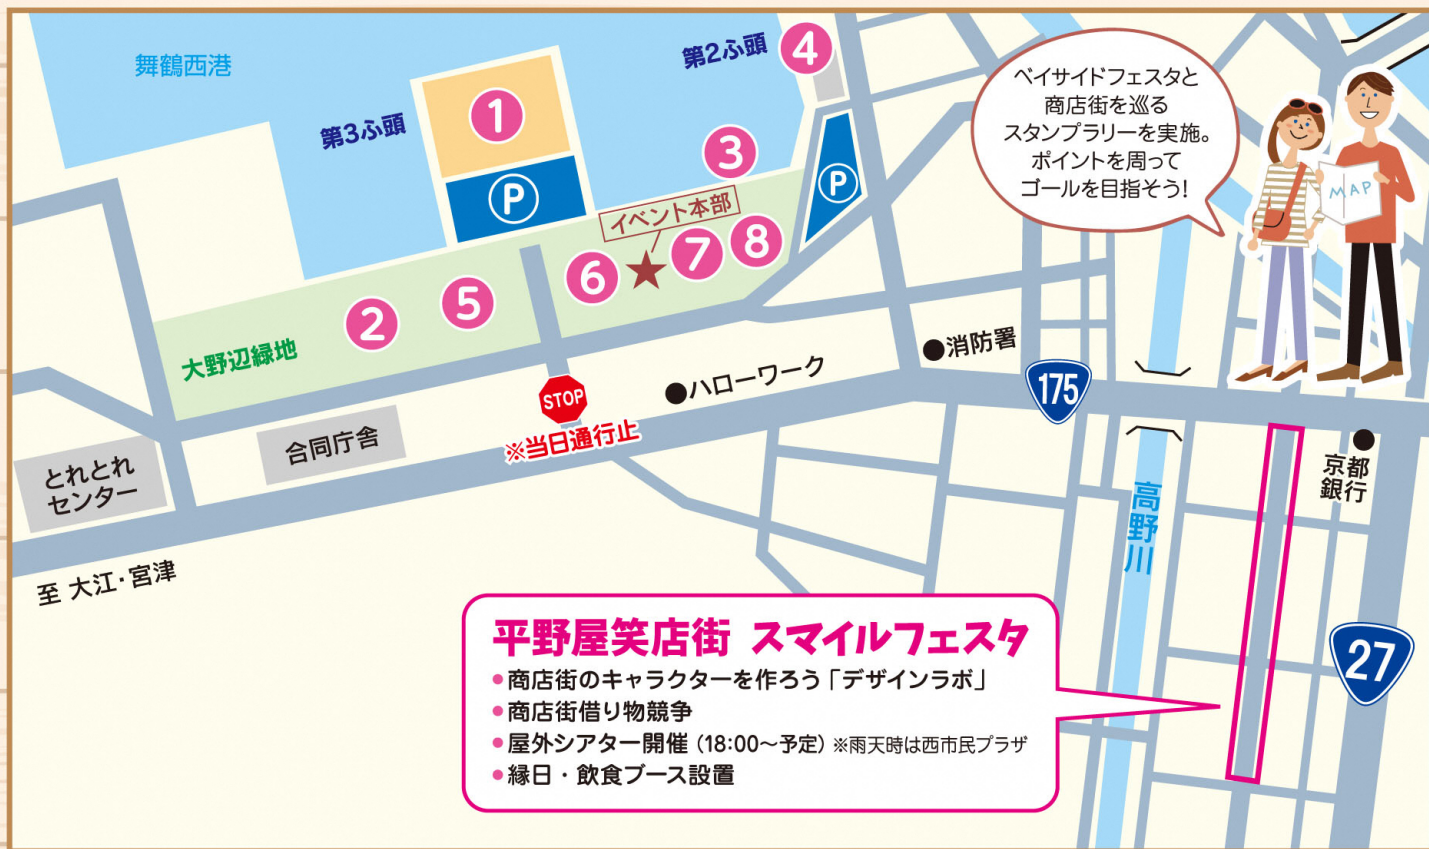 舞鶴西港
第3ふ頭
第2ふ頭
1
P
3
4
P
イベント本部
2
5
6
7
8
大野辺緑地
ベイサイドフェスタと
商店街を巡る
スタンプラリーを実施。
ポイントを周って
ゴールを目指そう!
MAP
●消防署
●ハローワーク
175
STOP
※当日通行止
合同庁舎
とれとれ
センター
至 大江・宮津
高野川
京都
銀行
27
平野屋笑店街 スマイルフェスタ
•商店街のキャラクターを作ろう「デザインラボ」
•商店街借り物競争
•屋外シアター開催 (18:00〜予定) ※雨天時は西市民プラザ
•縁日・飲食ブース設置